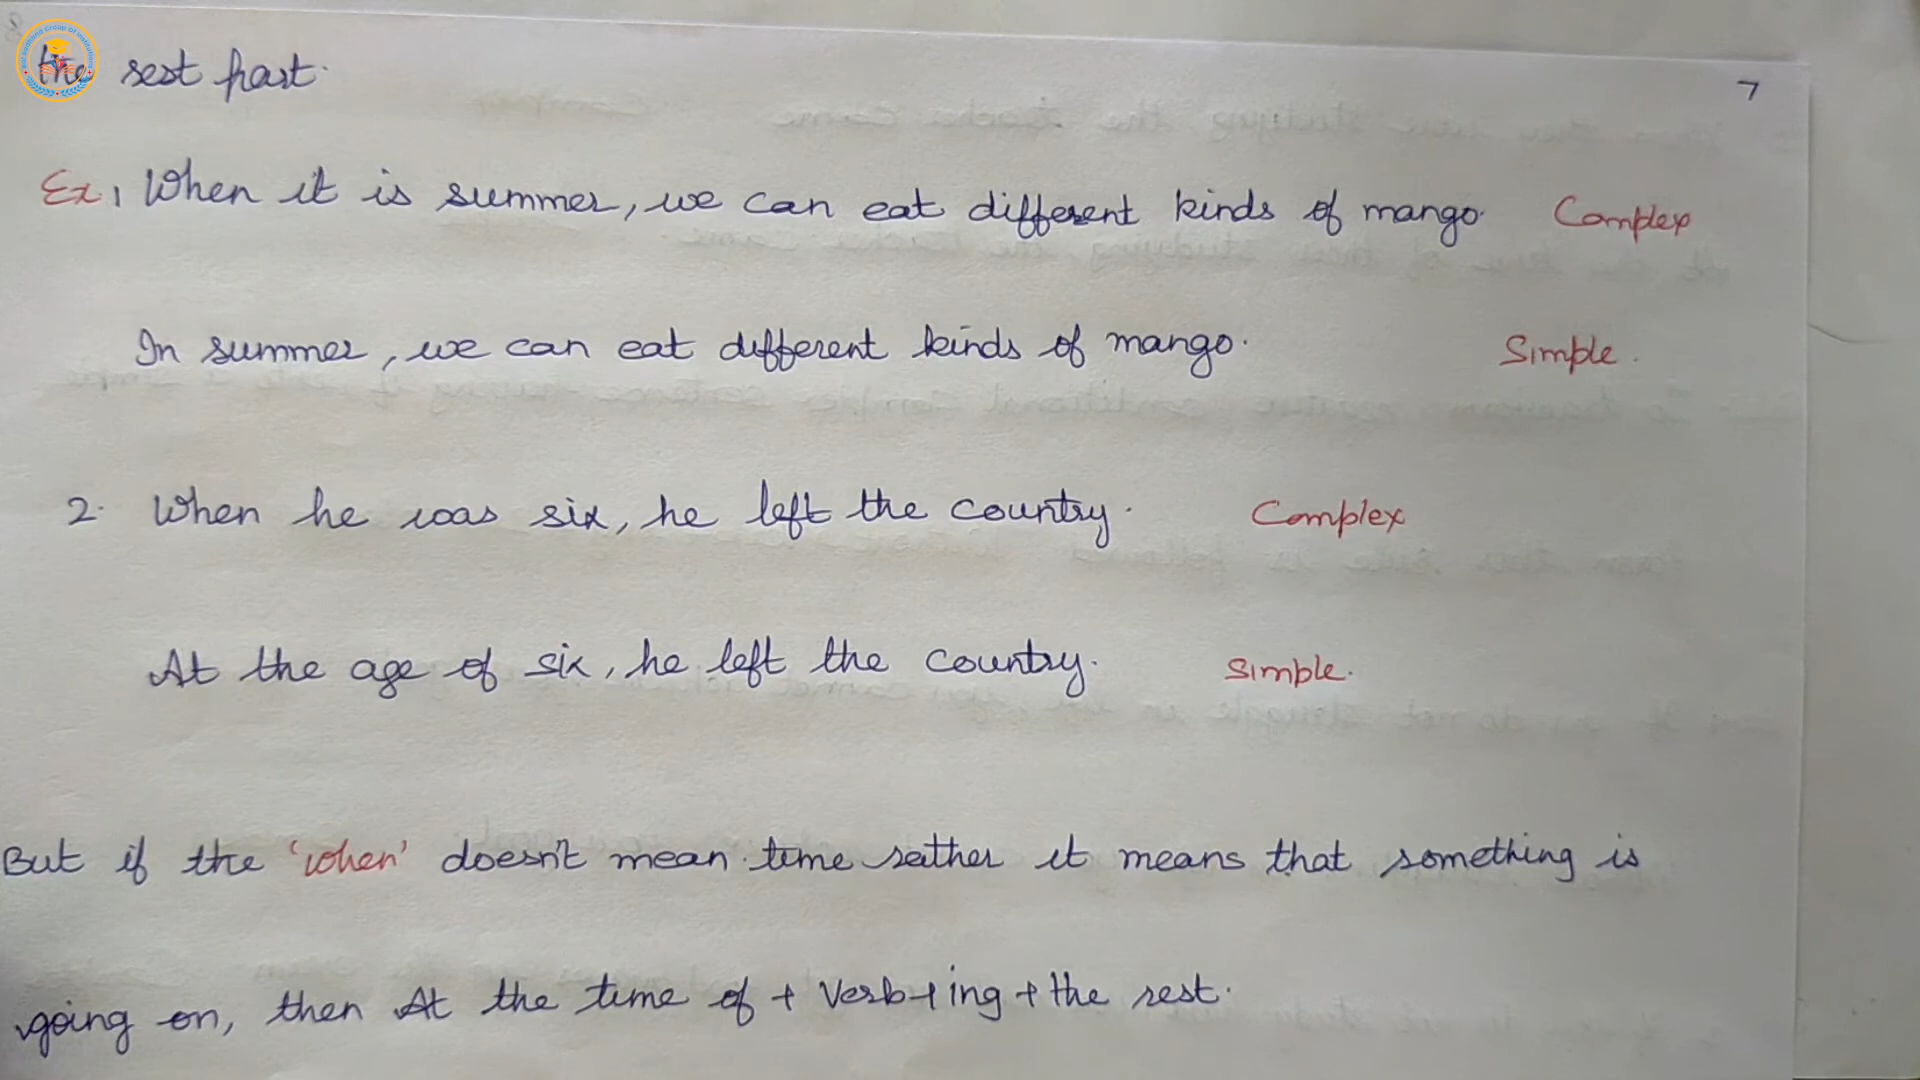 the rest part.
7
Ex, 1 When it is summer, we can eat different kinds of mango. Complex
In summer, we can eat different kinds of mango. Simple.
2. When he was six, he left the country. Complex
At the age of six, he left the country. Simple.
But if the 'when' doesn't mean time rather it means that something is
going on, then At the time of + Verb + ing + the rest.